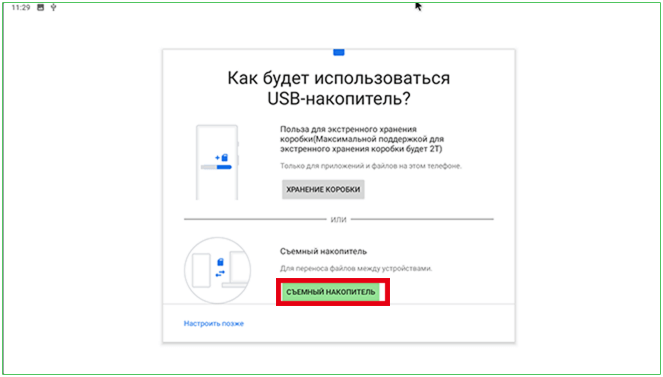 11:29
Как будет использоваться
USB-накопитель?
Польза для экстренного хранения
коробки(Максимальной поддержкой для
экстренного хранения коробки будет 2T)
Только для приложений и файлов на этом телефоне.
ХРАНЕНИЕ КОРОБКИ
ИЛИ
Съемный накопитель
Для переноса файлов между устройствами.
СЪЕМНЫЙ НАКОПИТЕЛЬ
Настроить позже